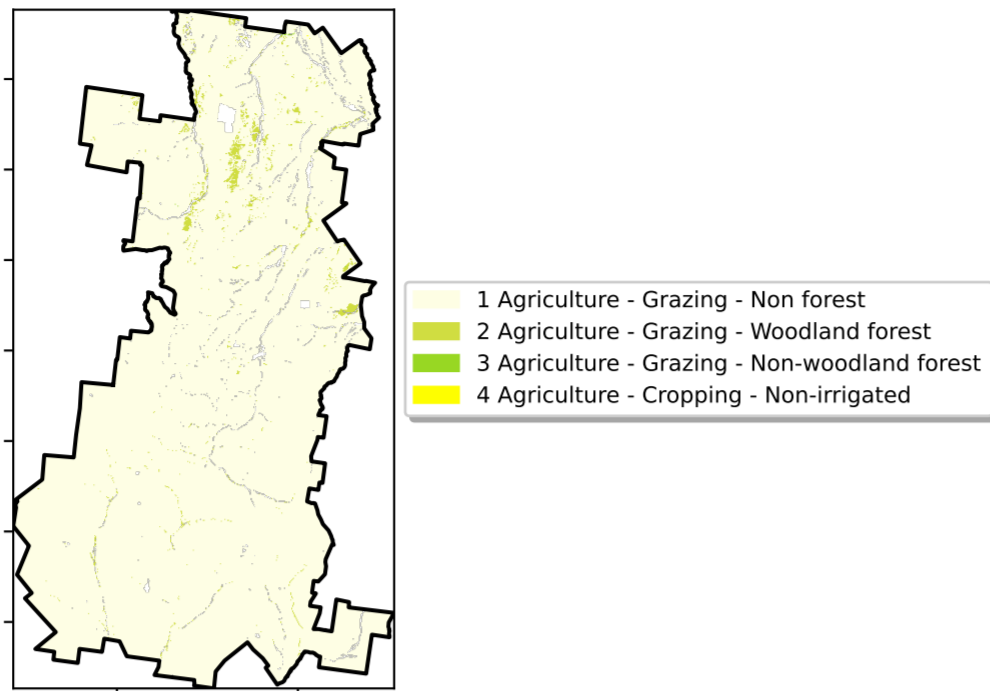 1 Agriculture - Grazing - Non forest
2 Agriculture - Grazing - Woodland forest
3 Agriculture - Grazing - Non-woodland forest
4 Agriculture - Cropping - Non-irrigated